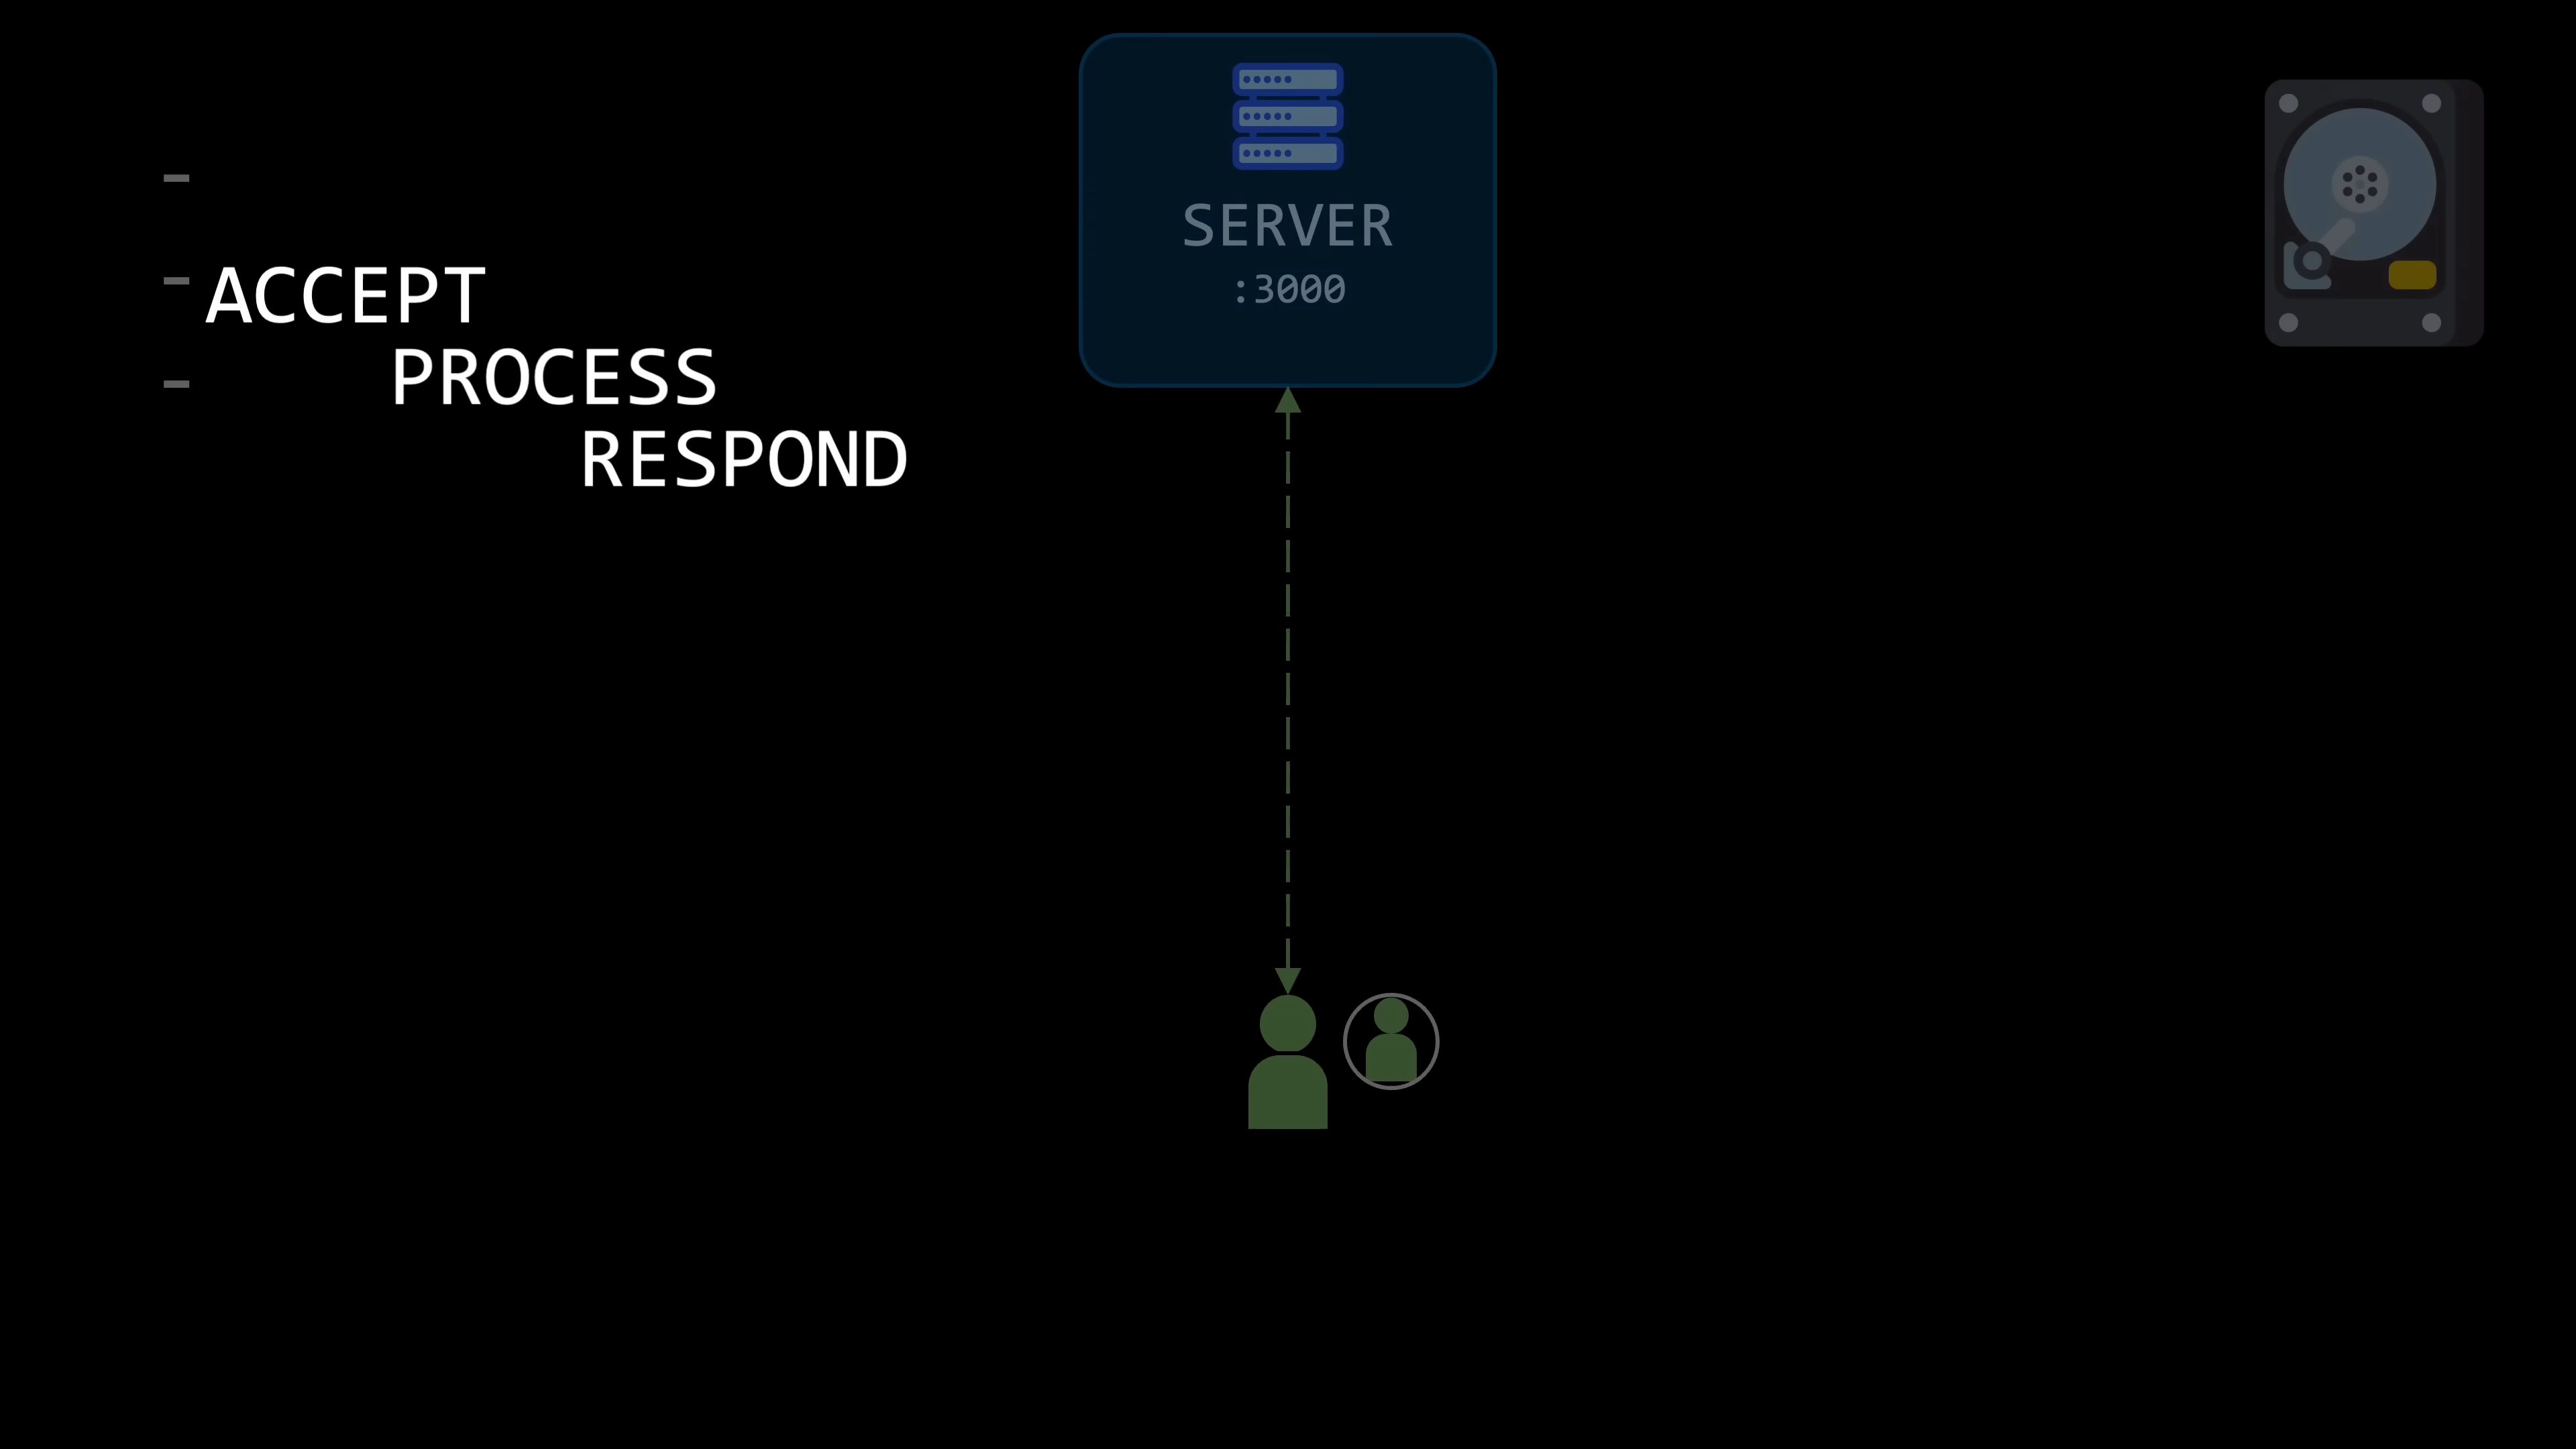 -
- ACCEPT
- PROCESS
RESPOND
SERVER
:3000